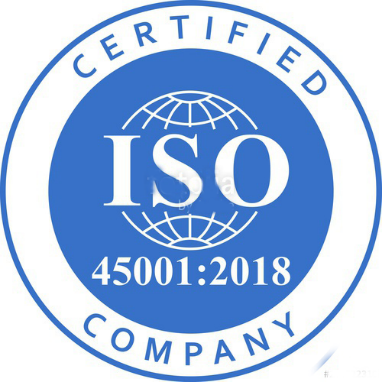 CERTIFIED
ISO
45001:2018
COMPANY